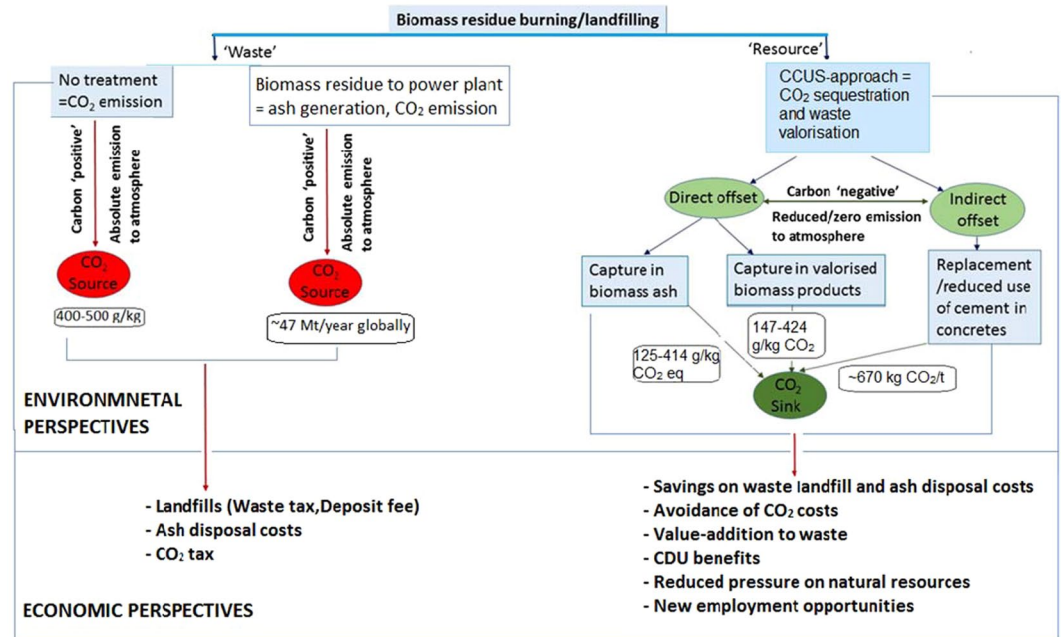 Biomass residue burning/landfilling
'Waste'
'Resource'
No treatment
=CO₂ emission
Biomass residue to power plant
= ash generation, CO₂ emission
CCUS-approach =
CO₂ sequestration
and waste
valorisation
Carbon 'positive'
Absolute emission
to atmosphere
Carbon 'positive'
Absolute emission
to atmosphere
Direct offset
Carbon 'negative'
Reduced/zero emission
to atmosphere
Indirect
offset
CO₂
Source
CO₂
Source
Capture in
biomass ash
Capture in valorised
biomass products
Replacement
/reduced use
of cement in
concretes
400-500 g/kg
~47 Mt/year globally
125-414 g/kg
CO₂ eq
147-424
g/kg CO₂
~670 kg CO₂/t
CO₂
Sink
ENVIRONMNETAL
PERSPECTIVES
- Landfills (Waste tax,Deposit fee)
- Ash disposal costs
- CO₂ tax
- Savings on waste landfill and ash disposal costs
- Avoidance of CO₂ costs
- Value-addition to waste
- CDU benefits
- Reduced pressure on natural resources
- New employment opportunities
ECONOMIC PERSPECTIVES